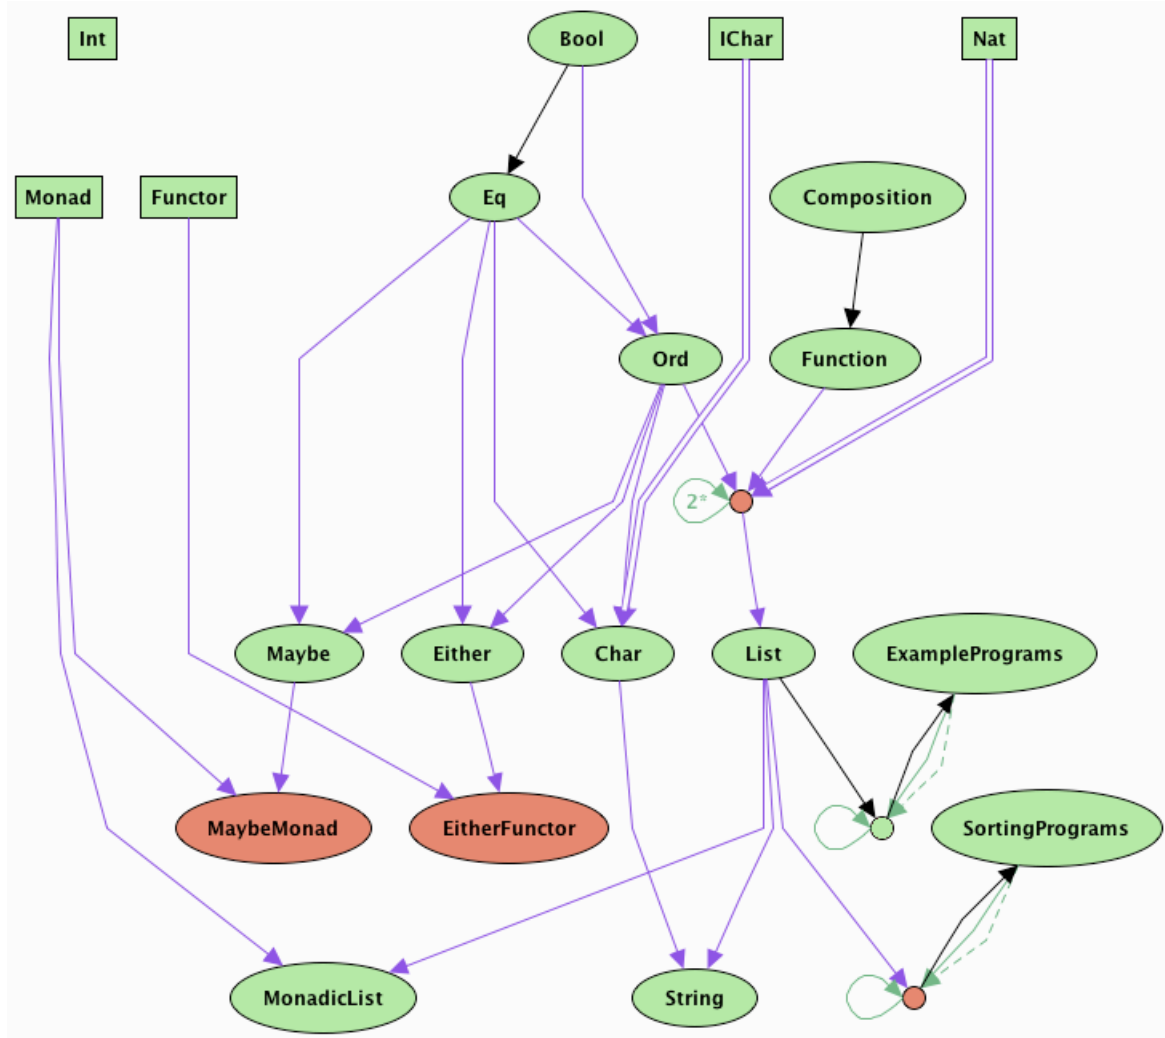 Int
Bool
IChar
Nat
Monad
Functor
Eq
Composition
Ord
Function
2*
Maybe
Either
Char
List
ExamplePrograms
MaybeMonad
EitherFunctor
SortingPrograms
MonadicList
String